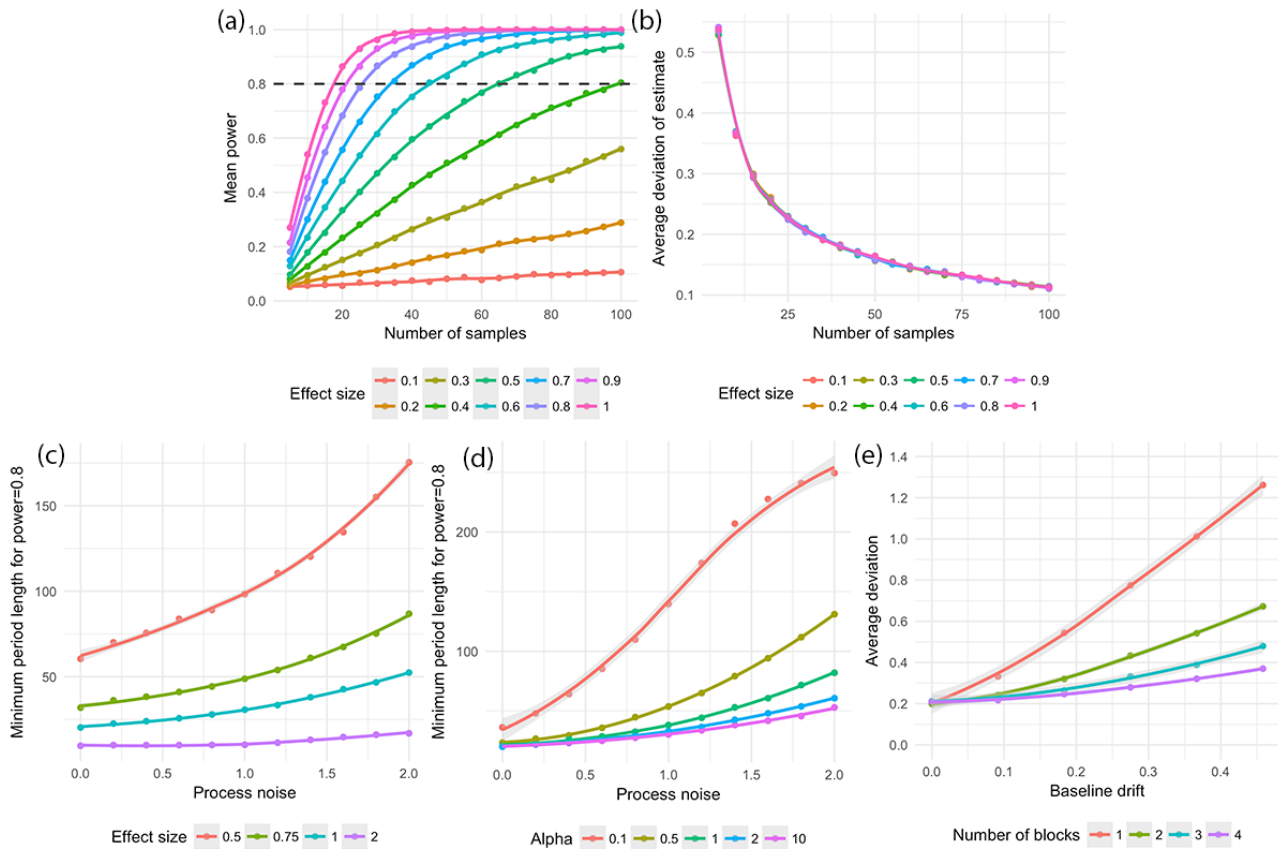 (a)
1.0
0.8
0.6
0.4
0.2
0.0
Mean power
20 40 60 80 100
Number of samples
Effect size 0.1 0.3 0.5 0.7 0.9
0.2 0.4 0.6 0.8 1
(b)
0.5
0.4
0.3
0.2
0.1
Average deviation of estimate
25 50 75 100
Number of samples
Effect size 0.1 0.3 0.5 0.7 0.9
0.2 0.4 0.6 0.8 1
(c)
150
100
50
Minimum period length for power=0.8
0.0 0.5 1.0 1.5 2.0
Process noise
Effect size 0.5 0.75 1 2
(d)
200
100
Minimum period length for power=0.8
0.0 0.5 1.0 1.5 2.0
Process noise
Alpha 0.1 0.5 1 2 10
(e)
1.4
1.2
1.0
0.8
0.6
0.4
0.2
0.0
Average deviation
0.0 0.1 0.2 0.3 0.4
Baseline drift
Number of blocks 1 2 3 4